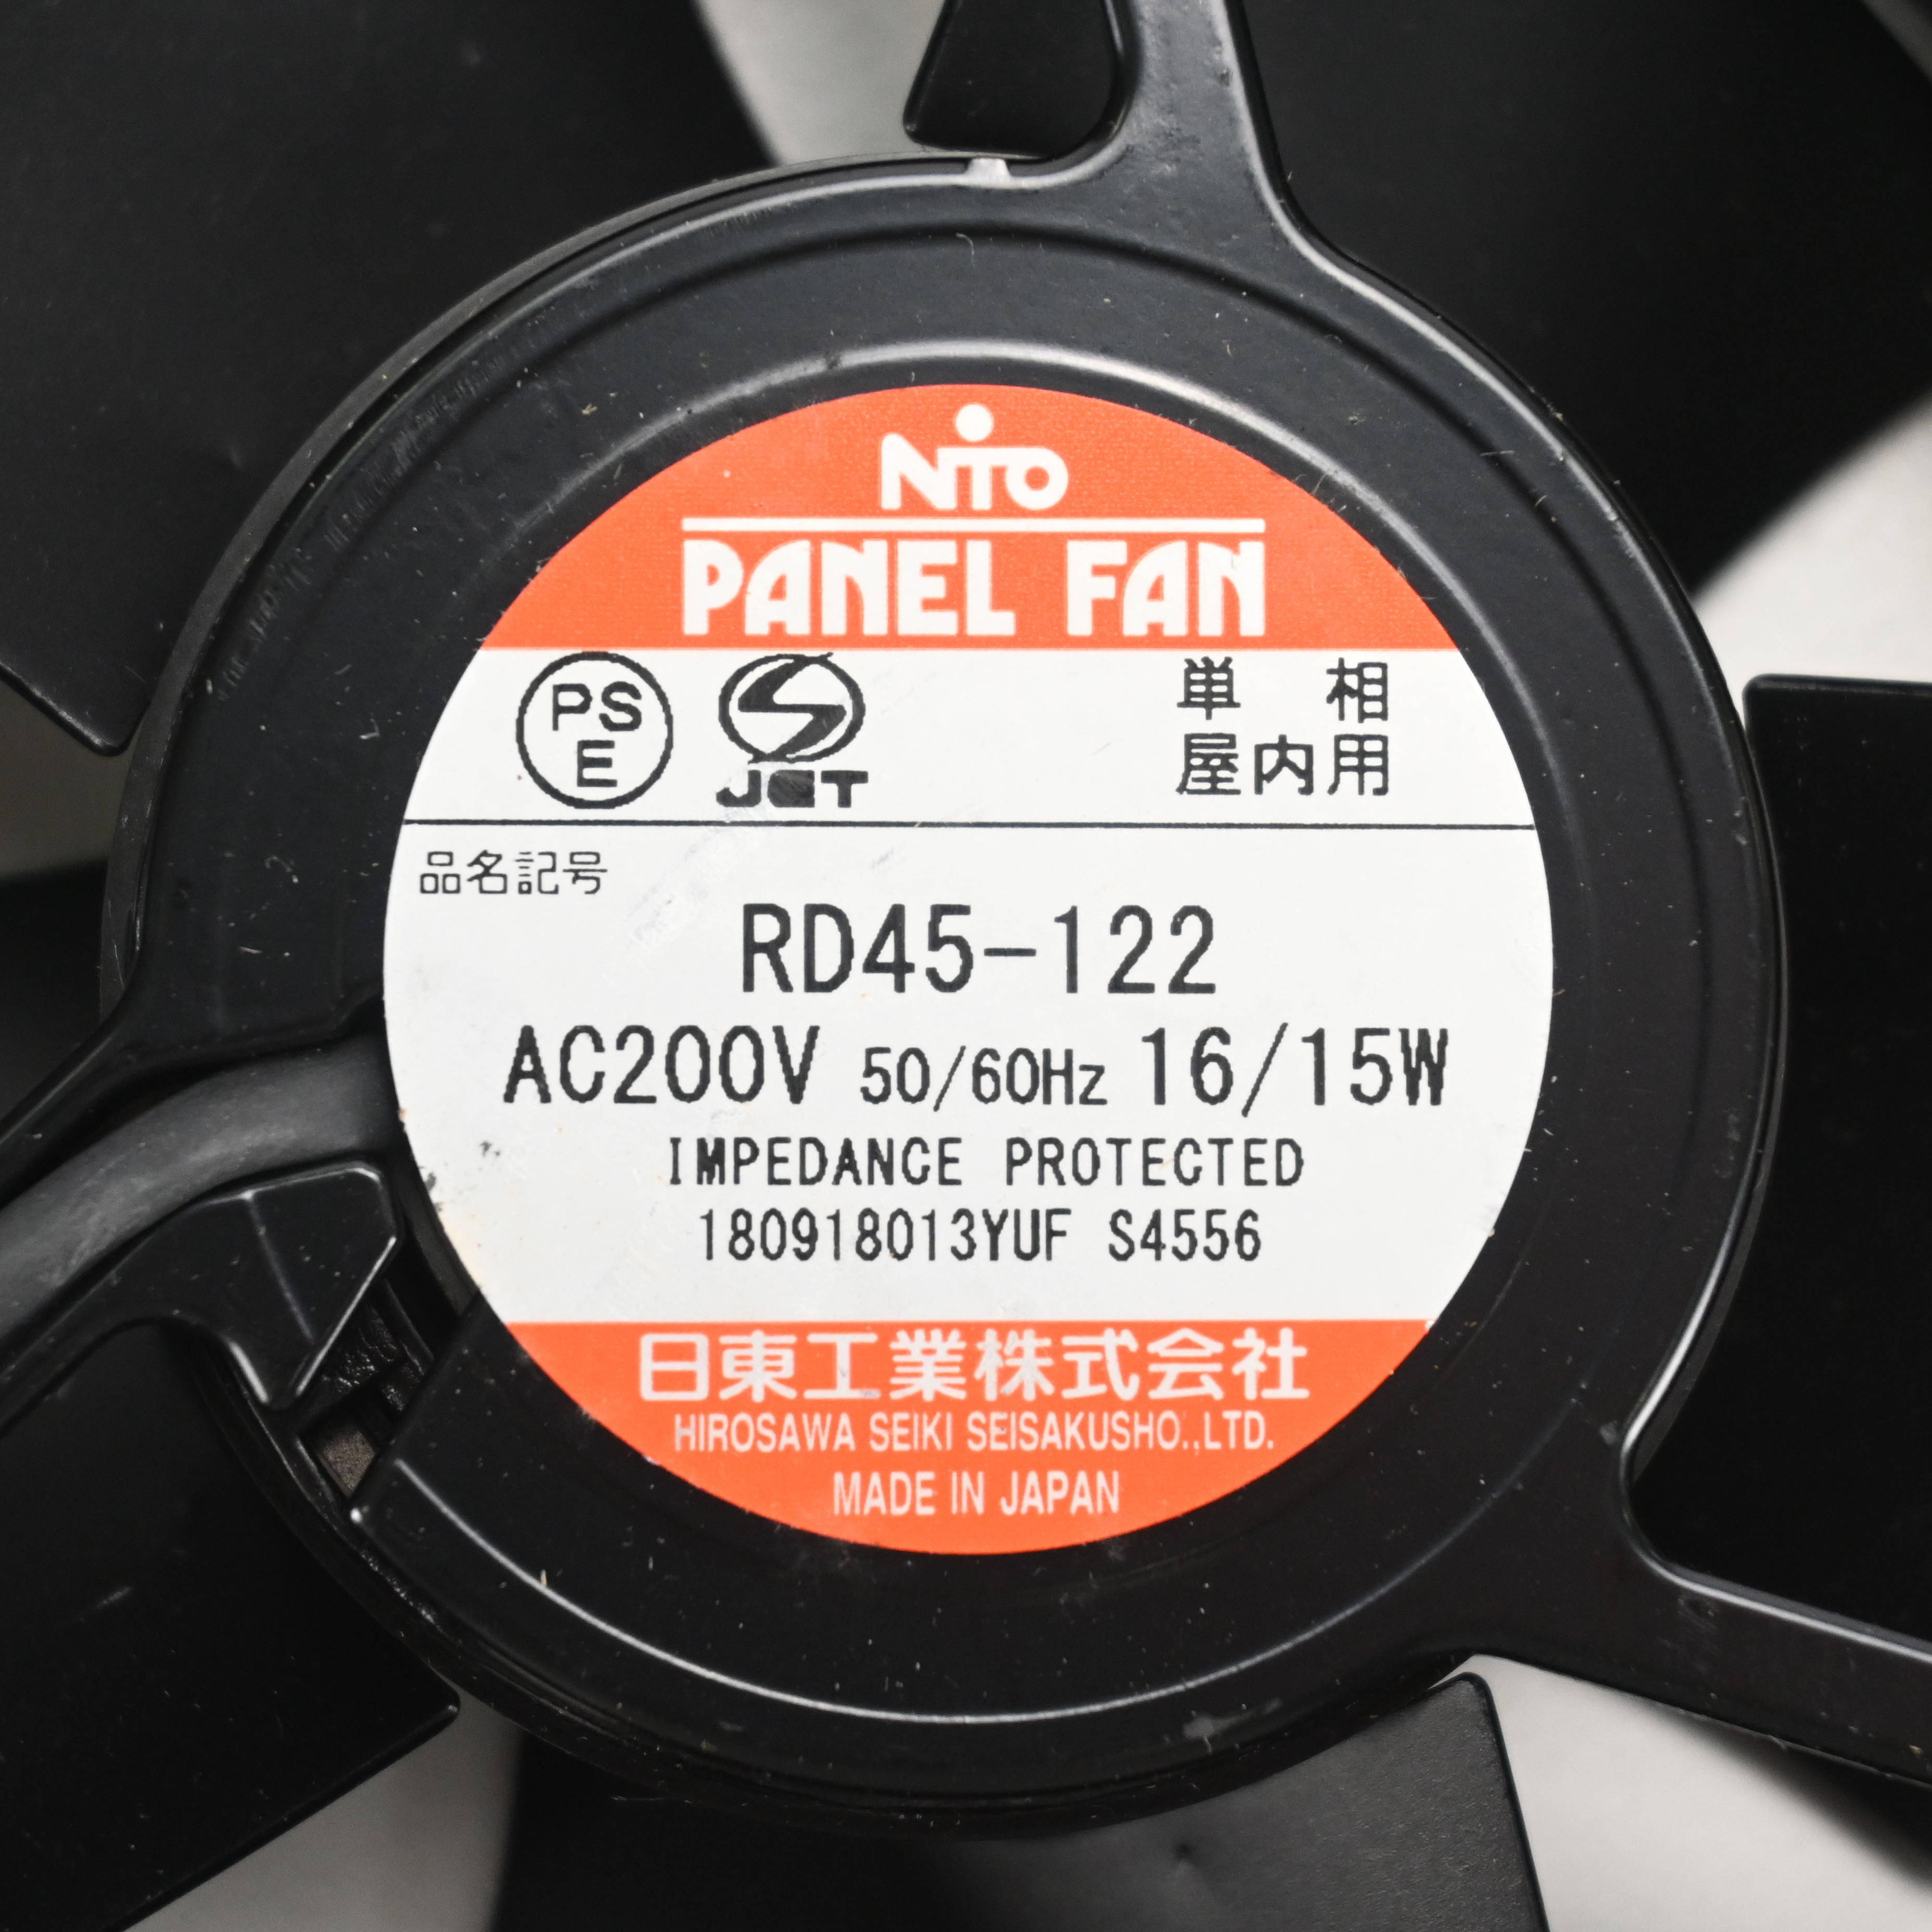 NiTO
PANEL FAN
PS
E
S
JET
単 相
屋内用
品名記号
RD45-122
AC200V 50/60Hz 16/15W
IMPEDANCE PROTECTED
180918013YUF S4556
日東工業株式会社
HIROSAWA SEIKI SEISAKUSHO.,LTD.
MADE IN JAPAN